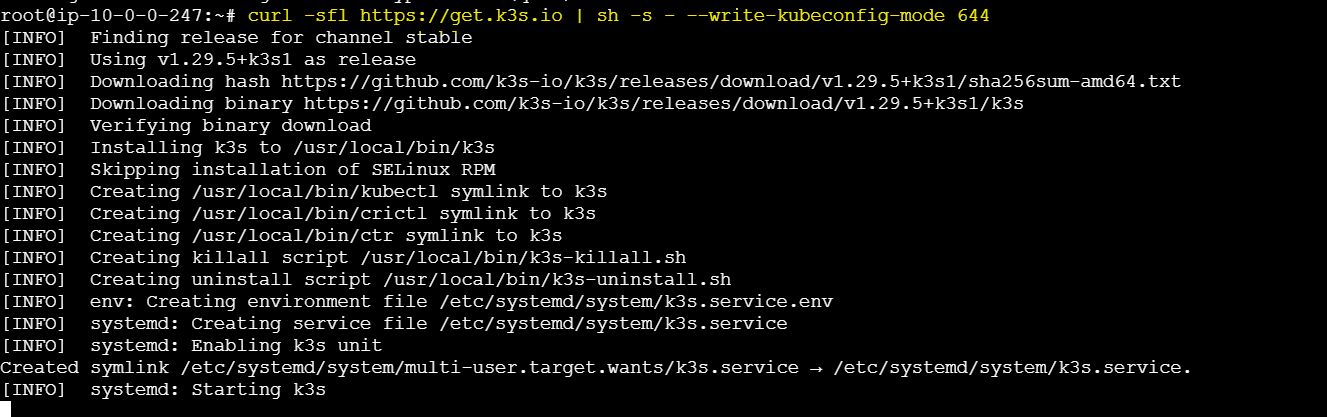 root@ip-10-0-0-247:~# curl -sfl https://get.k3s.io | sh -s - --write-kubeconfig-mode 644
[INFO]  Finding release for channel stable
[INFO]  Using v1.29.5+k3s1 as release
[INFO]  Downloading hash https://github.com/k3s-io/k3s/releases/download/v1.29.5+k3s1/sha256sum-amd64.txt
[INFO]  Downloading binary https://github.com/k3s-io/k3s/releases/download/v1.29.5+k3s1/k3s
[INFO]  Verifying binary download
[INFO]  Installing k3s to /usr/local/bin/k3s
[INFO]  Skipping installation of SELinux RPM
[INFO]  Creating /usr/local/bin/kubectl symlink to k3s
[INFO]  Creating /usr/local/bin/crictl symlink to k3s
[INFO]  Creating /usr/local/bin/ctr symlink to k3s
[INFO]  Creating killall script /usr/local/bin/k3s-killall.sh
[INFO]  Creating uninstall script /usr/local/bin/k3s-uninstall.sh
[INFO]  env: Creating environment file /etc/systemd/system/k3s.service.env
[INFO]  systemd: Creating service file /etc/systemd/system/k3s.service
[INFO]  systemd: Enabling k3s unit
Created symlink /etc/systemd/system/multi-user.target.wants/k3s.service → /etc/systemd/system/k3s.service.
[INFO]  systemd: Starting k3s